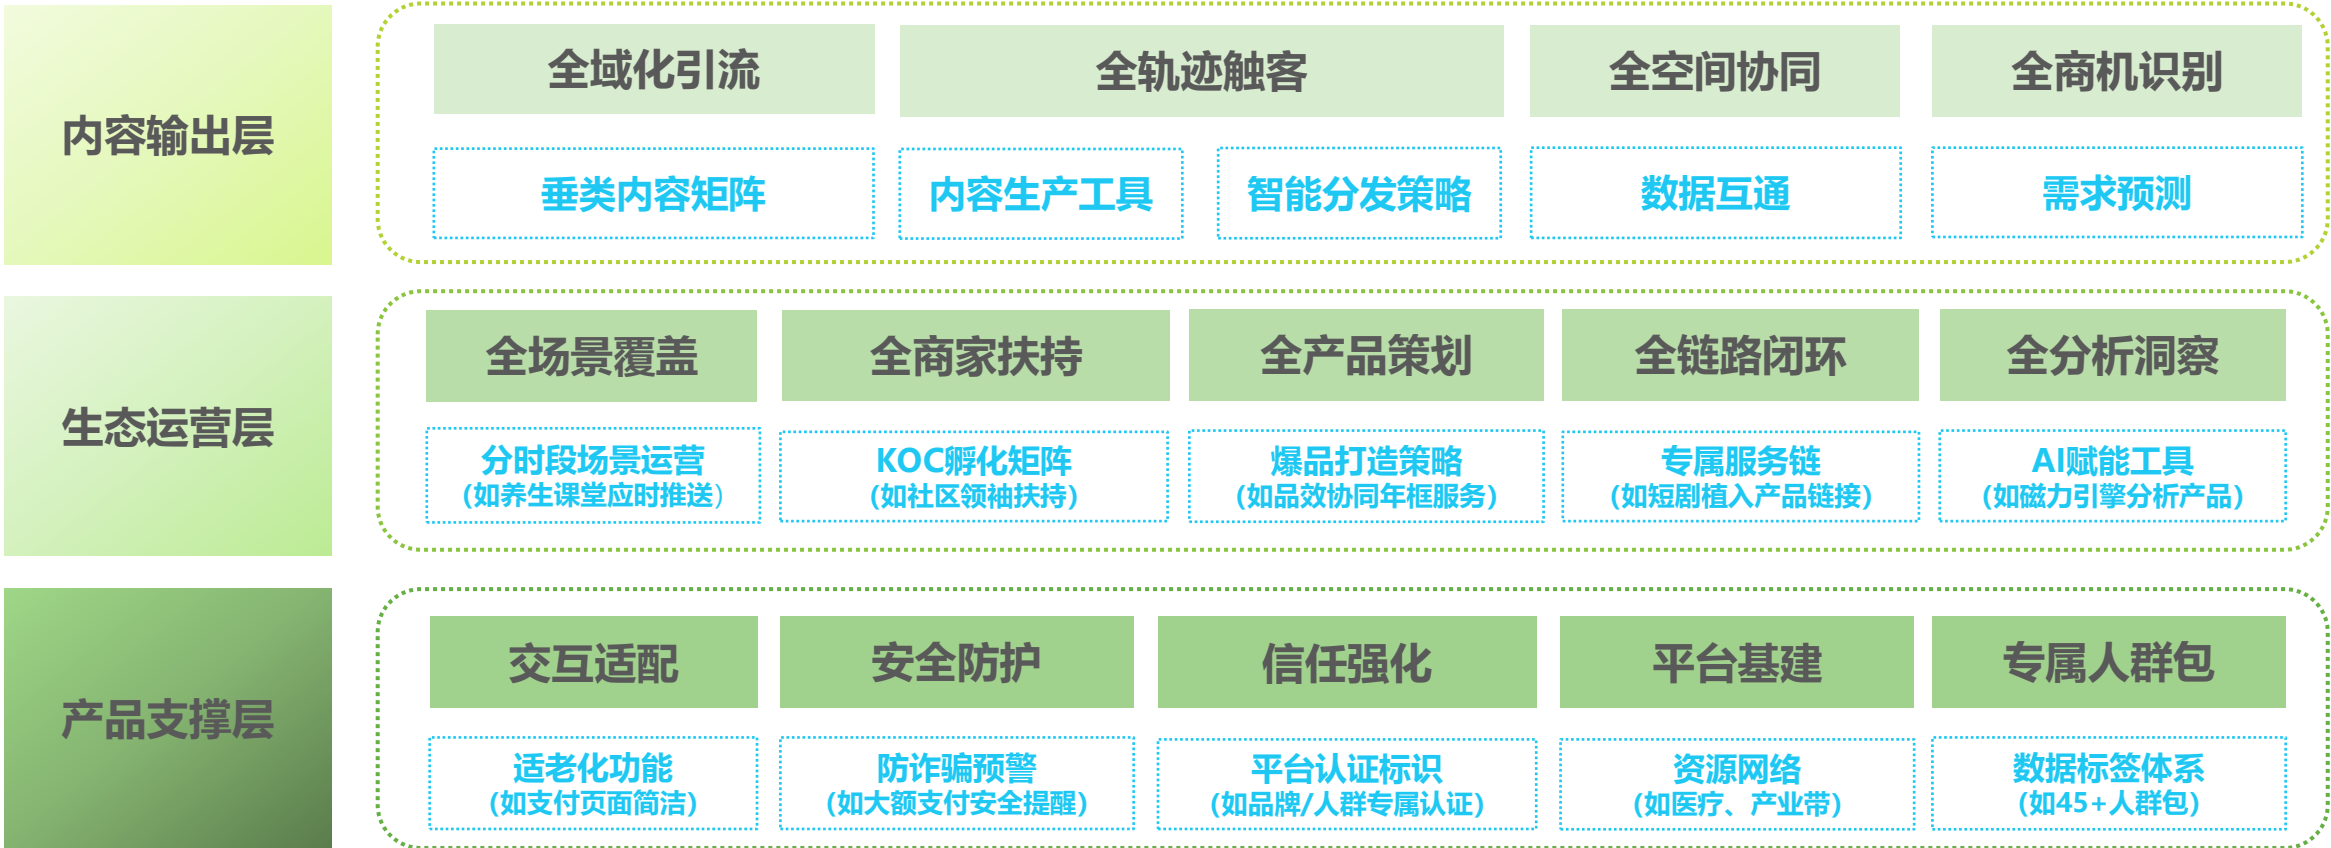 内容输出层
全域化引流
全轨迹触客
全空间协同
全商机识别
垂类内容矩阵
内容生产工具
智能分发策略
数据互通
需求预测
生态运营层
全场景覆盖
全商家扶持
全产品策划
全链路闭环
全分析洞察
分时段场景运营
（如养生课堂应时推送）
KOC孵化矩阵
（如社区领袖扶持）
爆品打造策略
（如品效协同年框服务）
专属服务链
（如短剧植入产品链接）
AI赋能工具
（如磁力引擎分析产品）
产品支撑层
交互适配
安全防护
信任强化
平台基建
专属人群包
适老化功能
（如支付页面简洁）
防诈骗预警
（如大额支付安全提醒）
平台认证标识
（如品牌/人群专属认证）
资源网络
（如医疗、产业带）
数据标签体系
（如45+人群包）